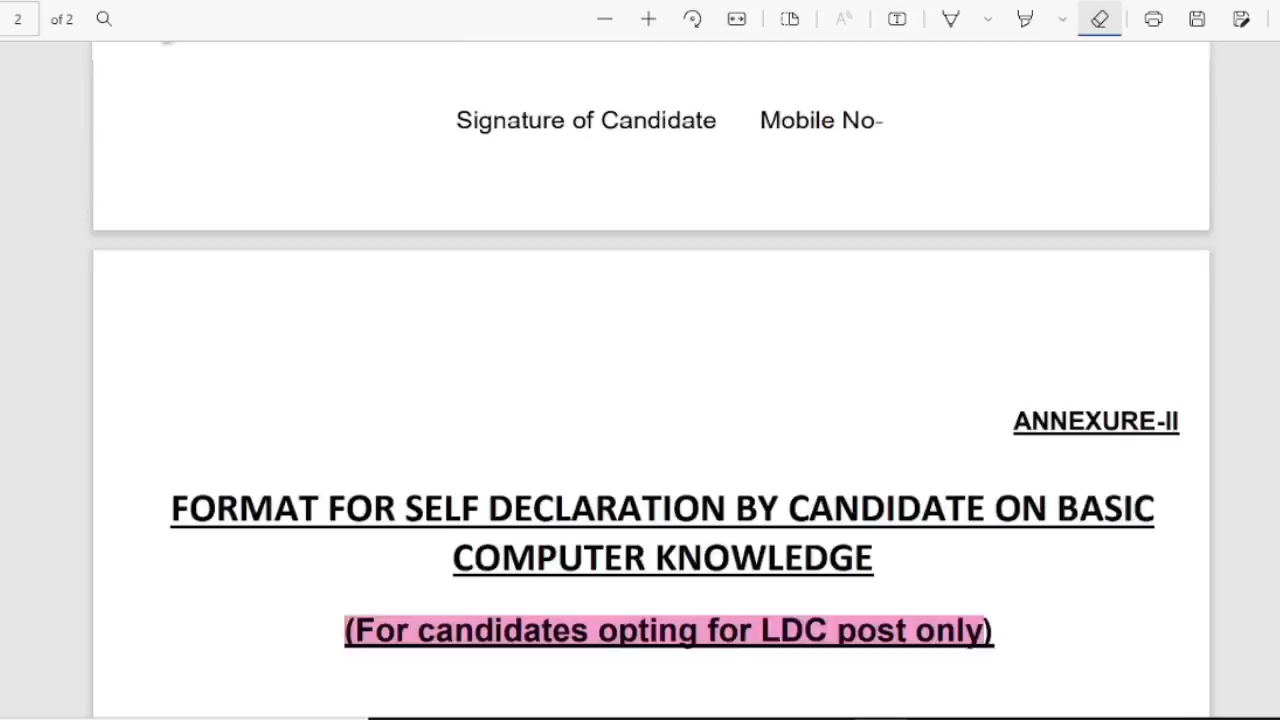 2 of 2
Signature of Candidate Mobile No-
ANNEXURE-II
FORMAT FOR SELF DECLARATION BY CANDIDATE ON BASIC
COMPUTER KNOWLEDGE
(For candidates opting for LDC post only)